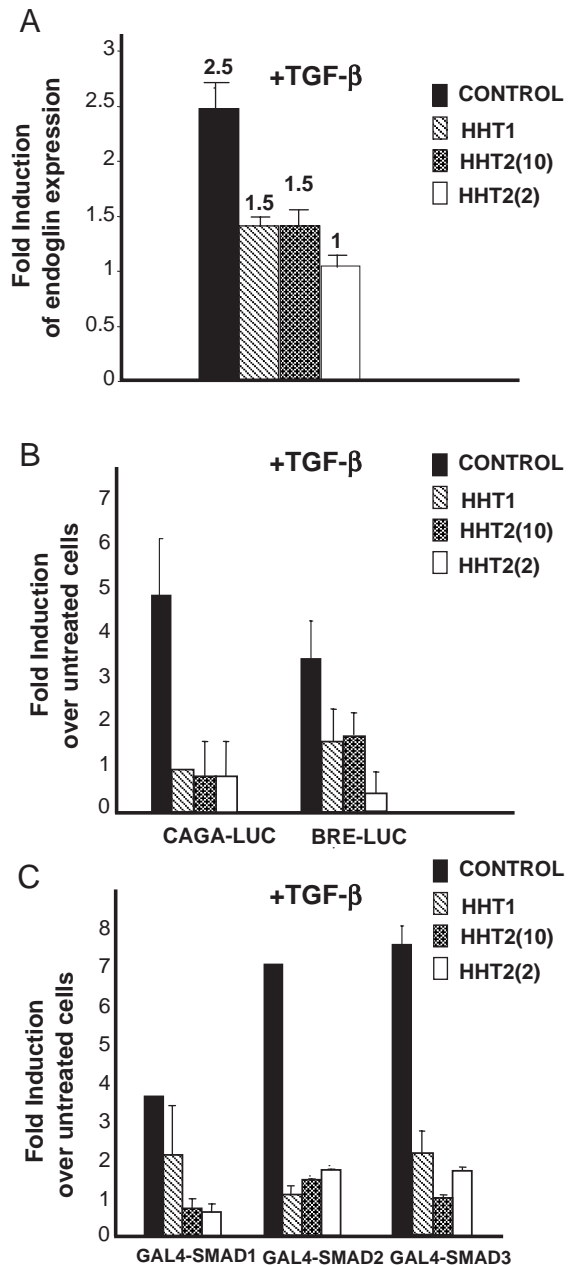 A
+TGF-β
CONTROL
HHT1
HHT2(10)
HHT2(2)
Fold Induction
of endoglin expression
3
2.5
2
1.5
1
0.5
0
2.5
1.5
1.5
1
B
+TGF-β
CONTROL
HHT1
HHT2(10)
HHT2(2)
Fold Induction
over untreated cells
7
6
5
4
3
2
1
0
CAGA-LUC
BRE-LUC
C
+TGF-β
CONTROL
HHT1
HHT2(10)
HHT2(2)
Fold Induction
over untreated cells
8
7
6
5
4
3
2
1
0
GAL4-SMAD1
GAL4-SMAD2
GAL4-SMAD3